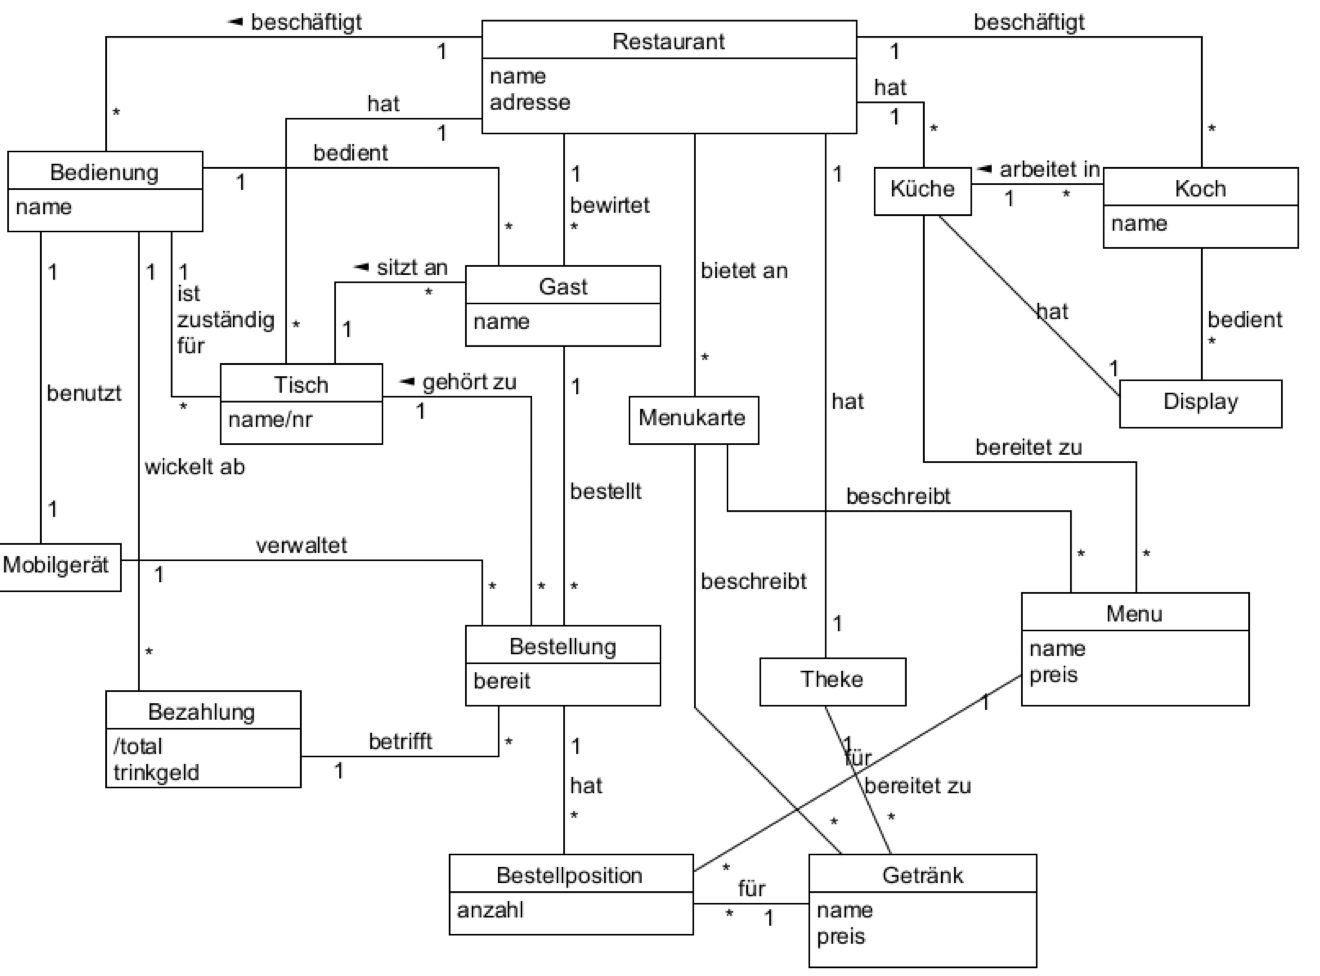 ◄ beschäftigt
beschäftigt
Restaurant
1
1
name
adresse
hat
1
*
hat
1
*
*
*
Bedienung
name
bedient
1
*
1
bewirtet
*
1
Küche
◄ arbeitet in
1
*
Koch
name
1
1
1
ist
zuständig
für
*
◄ sitzt an
*
1
*
Gast
name
bietet an
*
hat
1
bedient
*
Display
Tisch
name/nr
◄ gehört zu
1
1
benutzt
1
wickelt ab
bestellt
Menukarte
hat
bereitet zu
beschreibt
*
*
Mobilgerät
1
verwaltet
*
*
*
beschreibt
1
Menu
name
preis
1
*
Bestellung
bereit
Theke
Bezahlung
/total
trinkgeld
betrifft
1
*
1
hat
*
1
für
bereitet zu
*
*
Bestellposition
anzahl
*
für
*
1
Getränk
name
preis